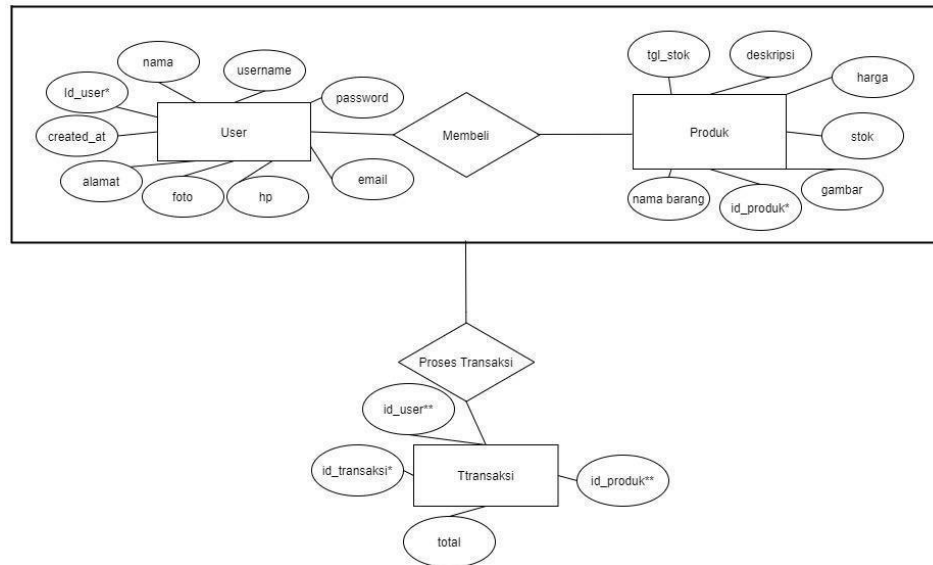 nama
username
Id_user*
password
created_at
User
alamat
foto
hp
email
Membeli
tgl_stok
deskripsi
harga
Produk
stok
nama barang
id_produk*
gambar
Proses Transaksi
id_user**
id_transaksi*
Ttransaksi
id_produk**
total